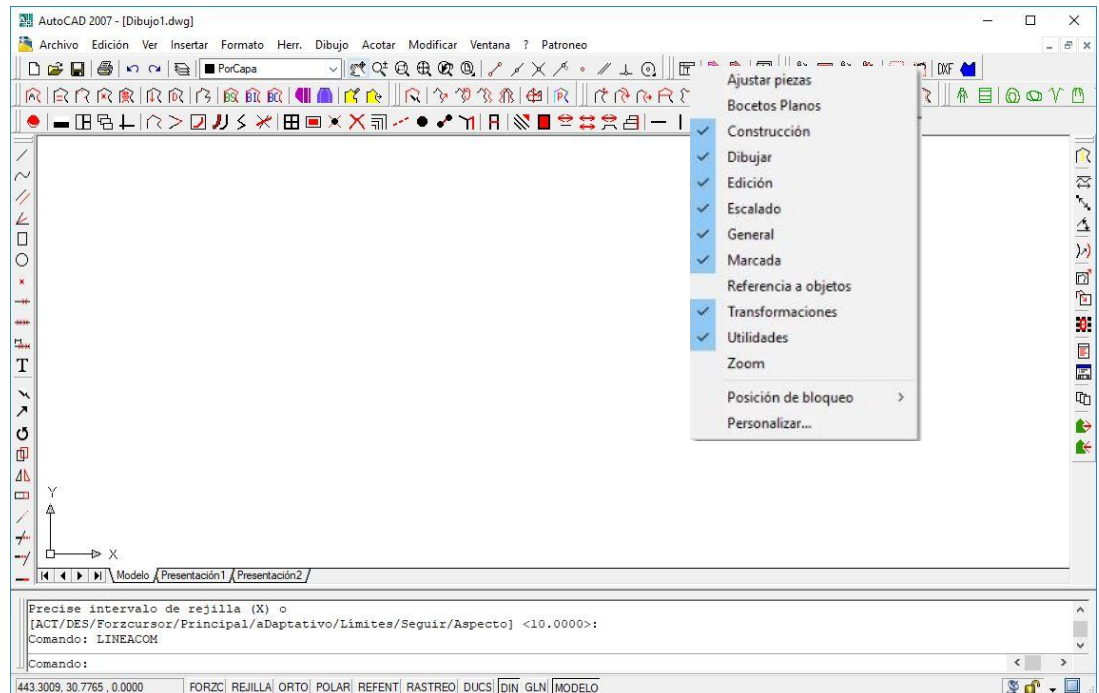 AutoCAD 2007 - [Dibujo1.dwg]
Archivo Edición Ver Insertar Formato Herr. Dibujo Acotar Modificar Ventana ? Patroneo
PorCapa
DXF
Ajustar piezas
Bocetos Planos
Construcción
Dibujar
Edición
Escalado
General
Marcada
Referencia a objetos
Transformaciones
Utilidades
Zoom
Posición de bloqueo
Personalizar...
T
Y
X
Modelo Presentación1 Presentación2
Precise intervalo de rejilla (X) o
[ACT/DES/Forzcursor/Principal/aDaptativo/Límites/Seguir/Aspecto] <10.0000>:
Comando: LINEACOM
Comando:
443.3009, 30.7765 , 0.0000 FORZC REJILLA ORTO POLAR REFENT RASTREO DUCS DIN GLN MODELO